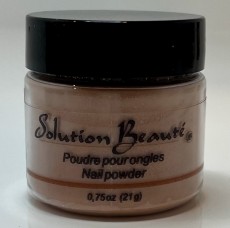 Solution Beauté
Poudre pour ongles
Nail powder
0,75oz (21g)